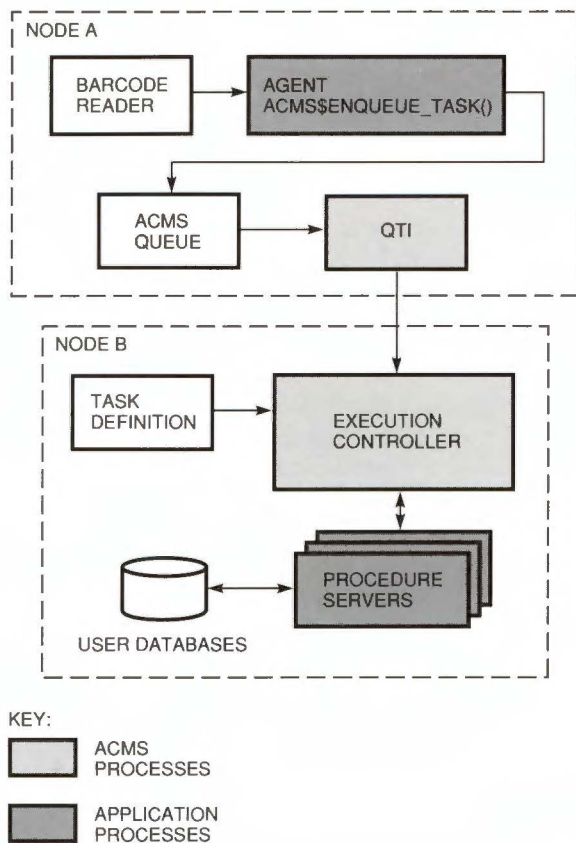 NODE A
BARCODE
READER
AGENT
ACMS$ENQUEUE_TASK()
ACMS
QUEUE
QTI
NODE B
TASK
DEFINITION
EXECUTION
CONTROLLER
PROCEDURE
SERVERS
USER DATABASES
KEY:
ACMS
PROCESSES
APPLICATION
PROCESSES